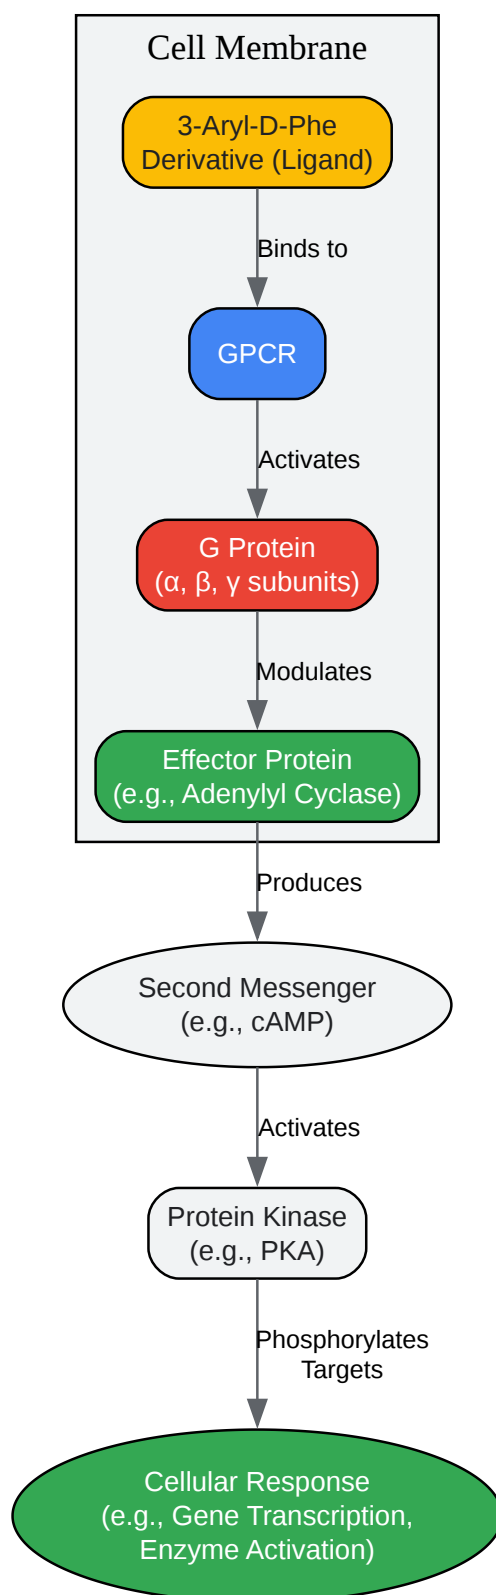 Cell Membrane
3-Aryl-D-Phe
Derivative (Ligand)
Binds to
GPCR
Activates
G Protein
(α, β, γ subunits)
Modulates
Effector Protein
(e.g., Adenylyl Cyclase)
Produces
Second Messenger
(e.g., cAMP)
Activates
Protein Kinase
(e.g., PKA)
Phosphorylates
Targets
Cellular Response
(e.g., Gene Transcription,
Enzyme Activation)